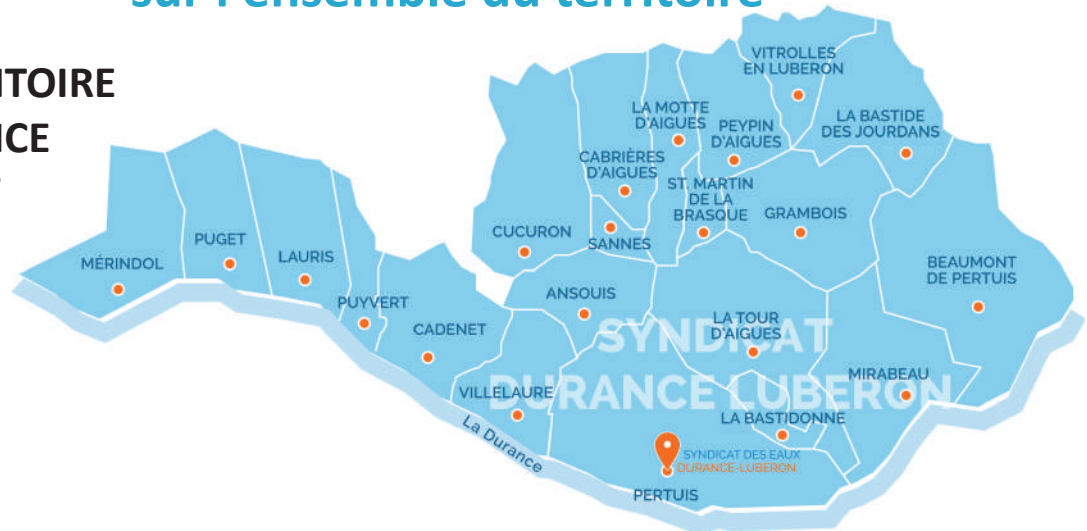 sur l'ensemble du territoire
ITOIRE
VITROLLES
EN LUBERON
LA MOTTE
D'AIGUES
PEYPIN
D'AIGUES
LA BASTIDE
DES JOURDANS
CABRIÈRES
D'AIGUES
ST. MARTIN
DE LA
BRASQUE
GRAMBOIS
CUCURON
SANNES
PUGET
LAURIS
MÉRINDOL
BEAUMONT
DE PERTUIS
PUYVERT
ANSOUIS
CADENET
LA TOUR
D'AIGUES
SYNDICAT
DURANCE LUBERON
MIRABEAU
VILLELAURE
LA BASTIDONNE
La Durance
SYNDICAT DES EAUX
DURANCE-LUBERON
PERTUIS